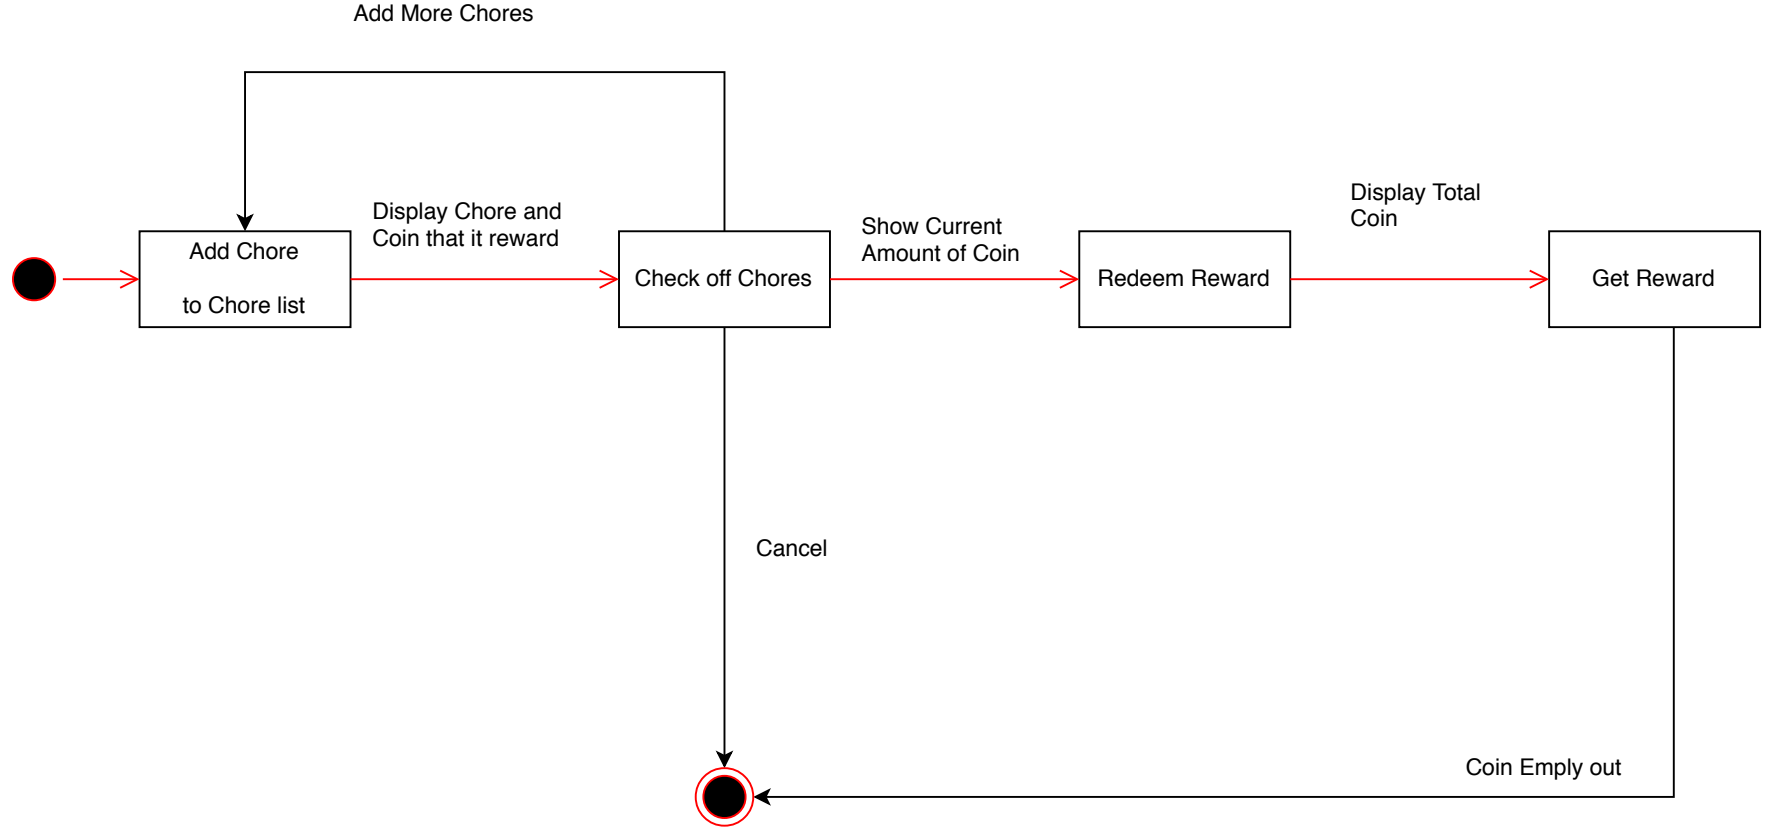 Add More Chores
Display Chore and
Coin that it reward
Show Current
Amount of Coin
Display Total
Coin
Add Chore
to Chore list
Check off Chores
Redeem Reward
Get Reward
Cancel
Coin Emply out